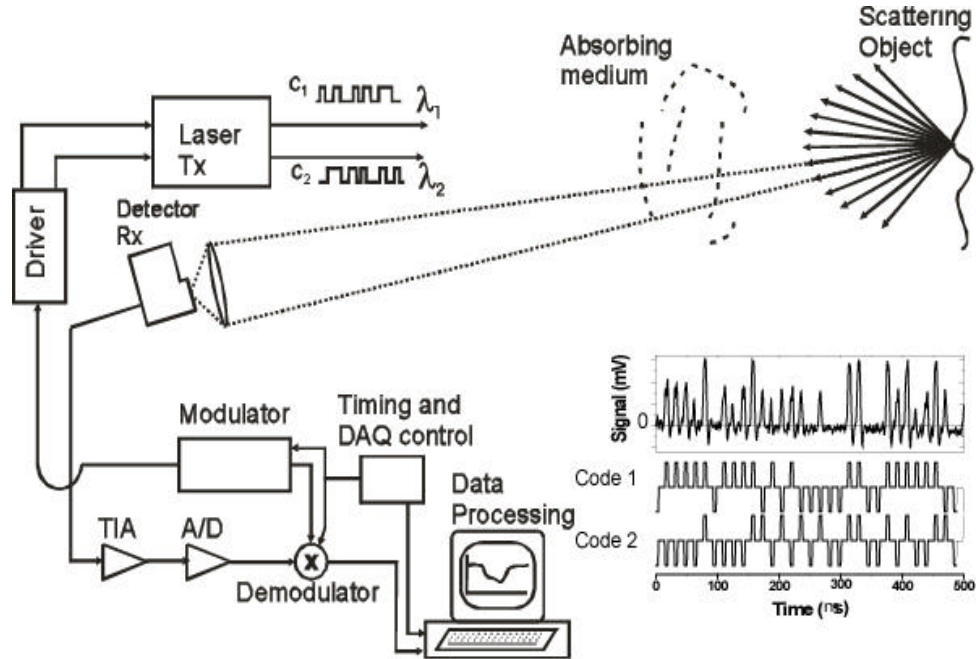 Scattering
Object
Absorbing
medium
C1
λ1
Laser
Tx
C2
λ2
Detector
Rx
Driver
Modulator
Timing and
DAQ control
TIA
A/D
Demodulator
X
Data
Processing
Signal (mV)
0
Code 1
Code 2
0 100 200 300 400 500
Time (ns)